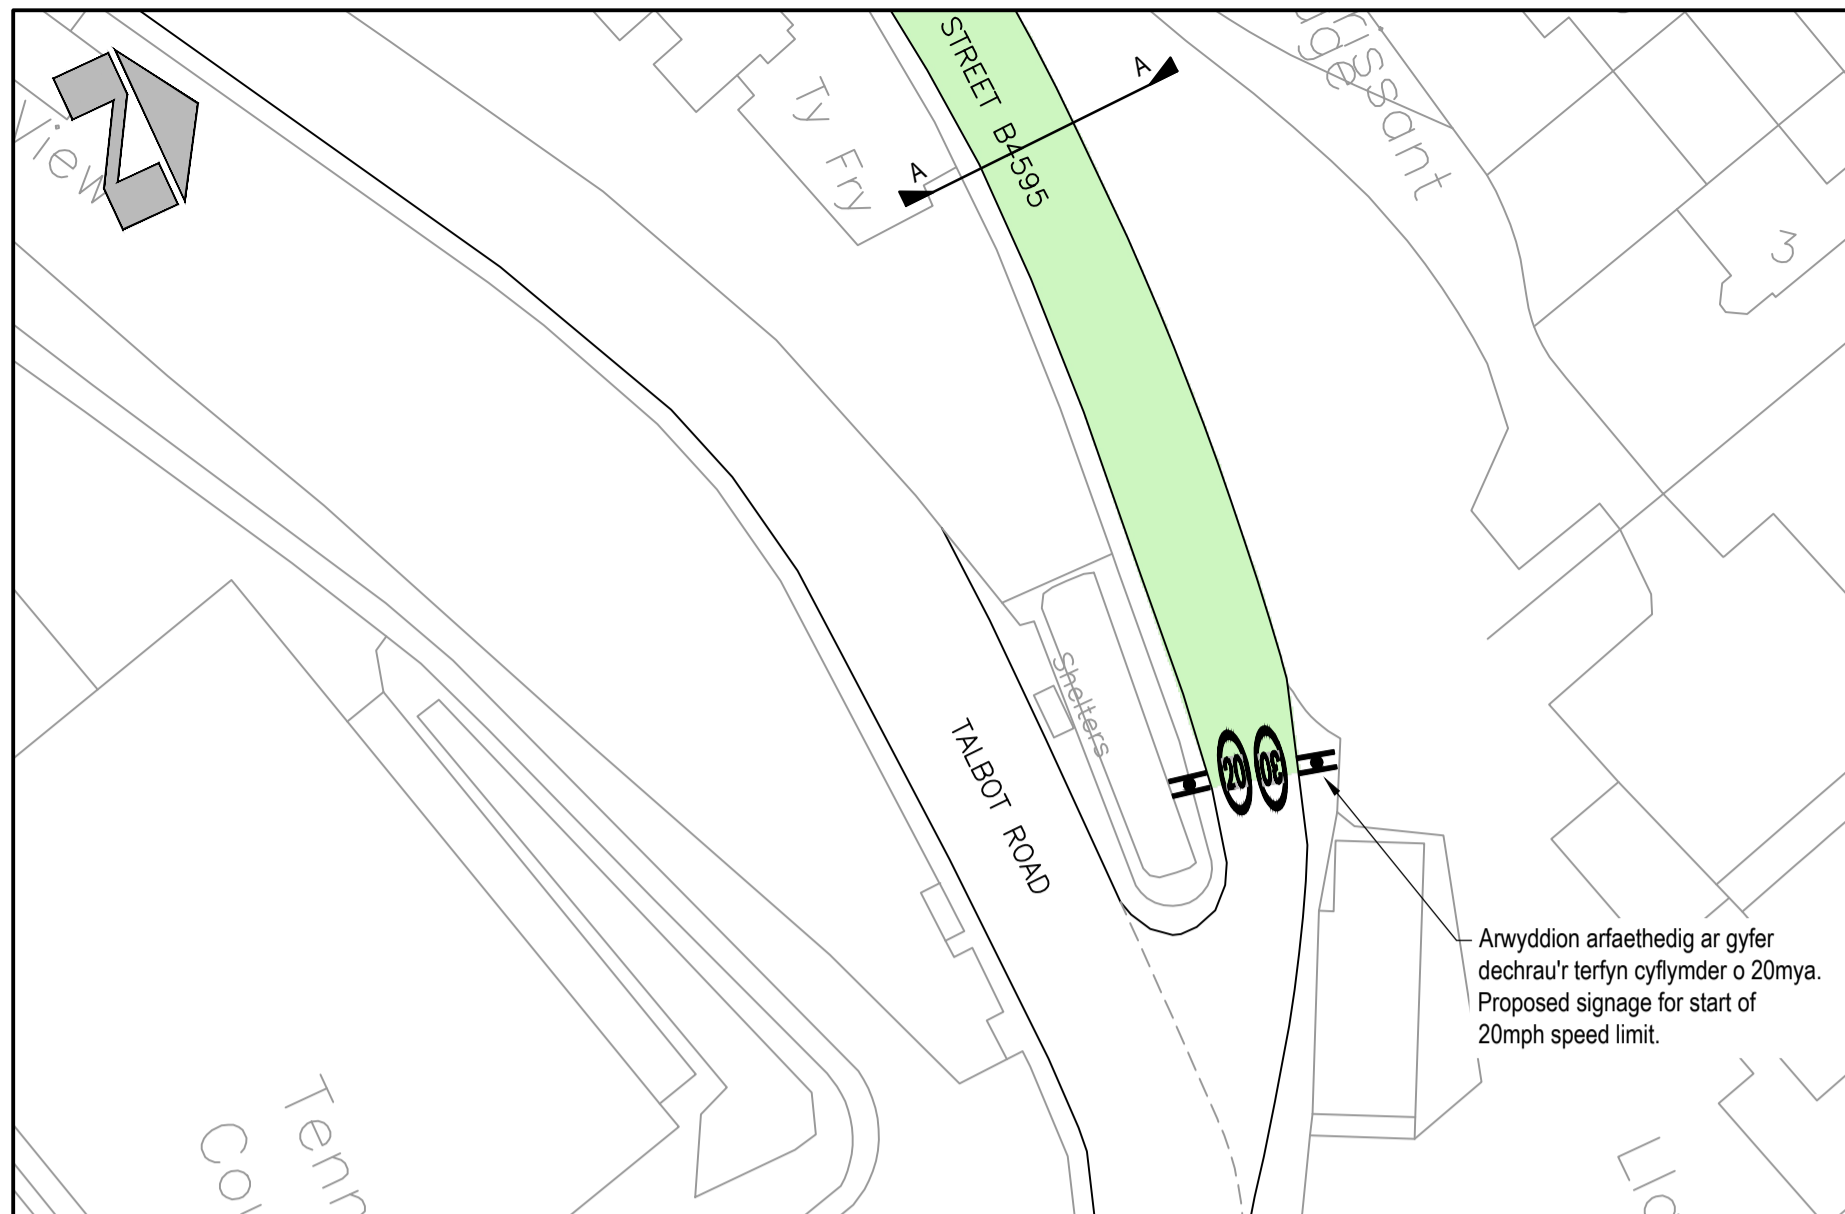 STREET B4595
A
A
Ty
Fry
View
3
Shelters
TALBOT ROAD
20
30
Arwyddion arfaethedig ar gyfer
dechrau'r terfyn cyflymder o 20mya.
Proposed signage for start of
20mph speed limit.